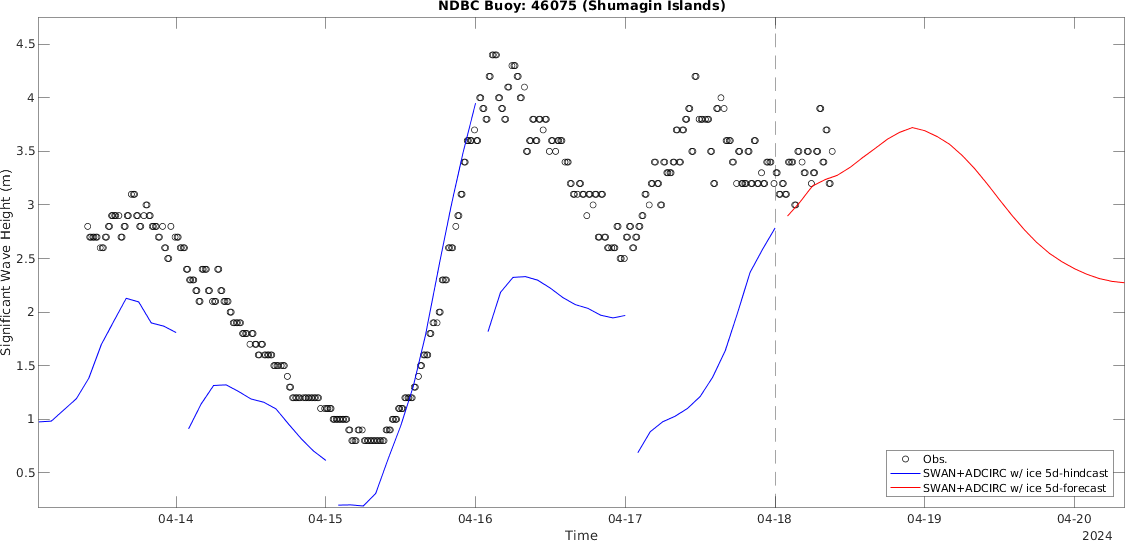 NDBC Buoy: 46075 (Shumagin Islands)
Significant Wave Height (m)
4.5
4
3.5
3
2.5
2
1.5
1
0.5
Obs.
SWAN+ADCIRC w/ ice 5d-hindcast
SWAN+ADCIRC w/ ice 5d-forecast
04-14 04-15 04-16 04-17 04-18 04-19 04-20
Time
2024